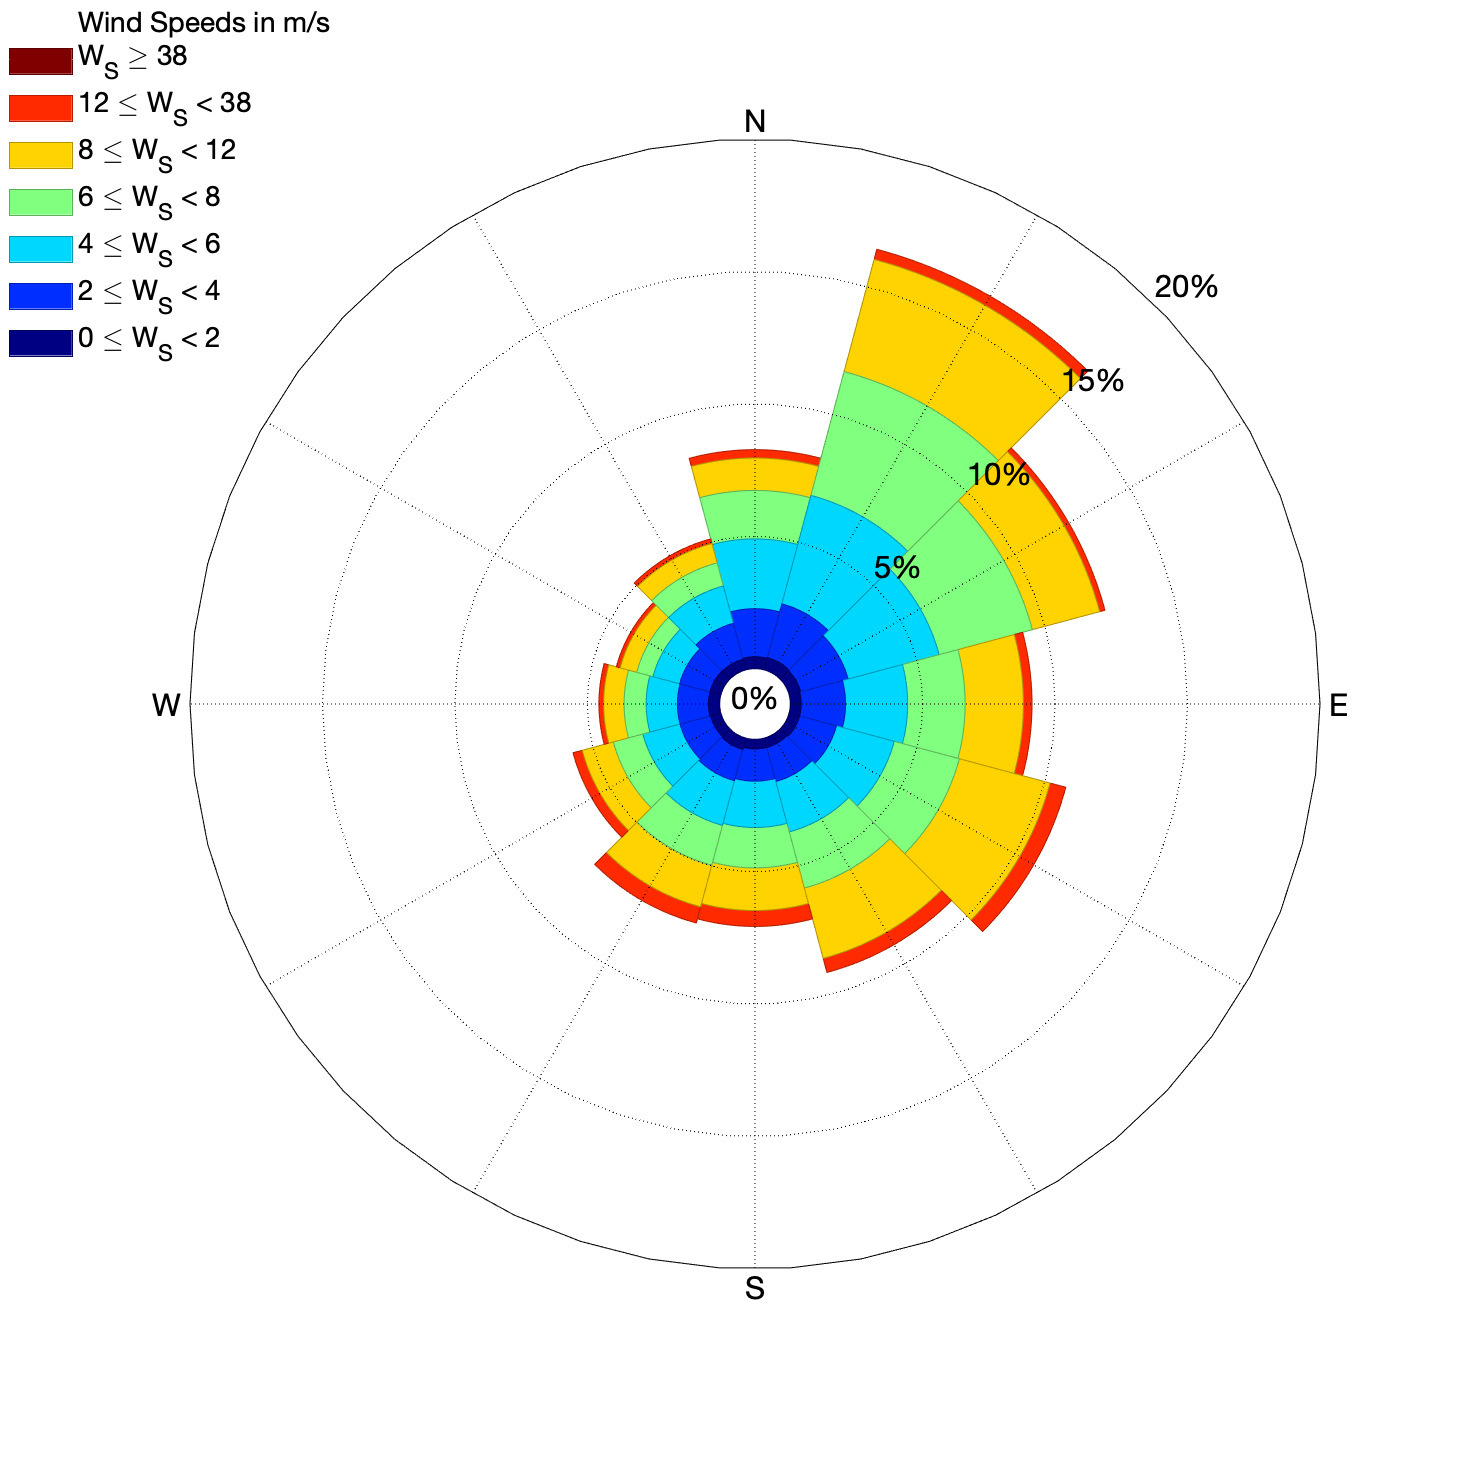 Wind Speeds in m/s
W_S ≥ 38
12 ≤ W_S < 38
8 ≤ W_S < 12
6 ≤ W_S < 8
4 ≤ W_S < 6
2 ≤ W_S < 4
0 ≤ W_S < 2
N
20%
15%
10%
5%
0%
W
E
S